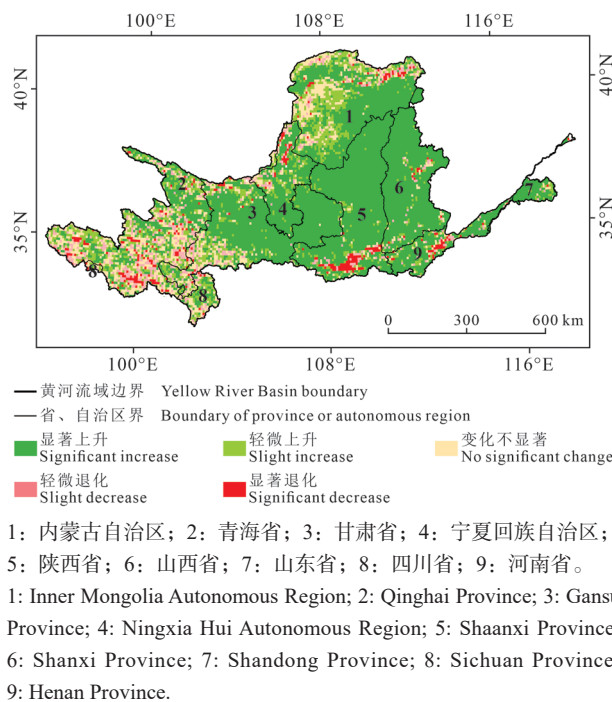 100°E 108°E 116°E
40°N 40°N
35°N 35°N
1
2
3
4
5
6
7
8
8
9
0 300 600 km
100°E 108°E 116°E
黄河流域边界 Yellow River Basin boundary
省、自治区界 Boundary of province or autonomous region
显著上升 轻微上升 变化不显著
Significant increase Slight increase No significant change
轻微退化 显著退化
Slight decrease Significant decrease
1：内蒙古自治区；2：青海省；3：甘肃省；4：宁夏回族自治区；
5：陕西省；6：山西省；7：山东省；8：四川省；9：河南省。
1: Inner Mongolia Autonomous Region; 2: Qinghai Province; 3: Gansu
Province; 4: Ningxia Hui Autonomous Region; 5: Shaanxi Province
6: Shanxi Province; 7: Shandong Province; 8: Sichuan Province
9: Henan Province.